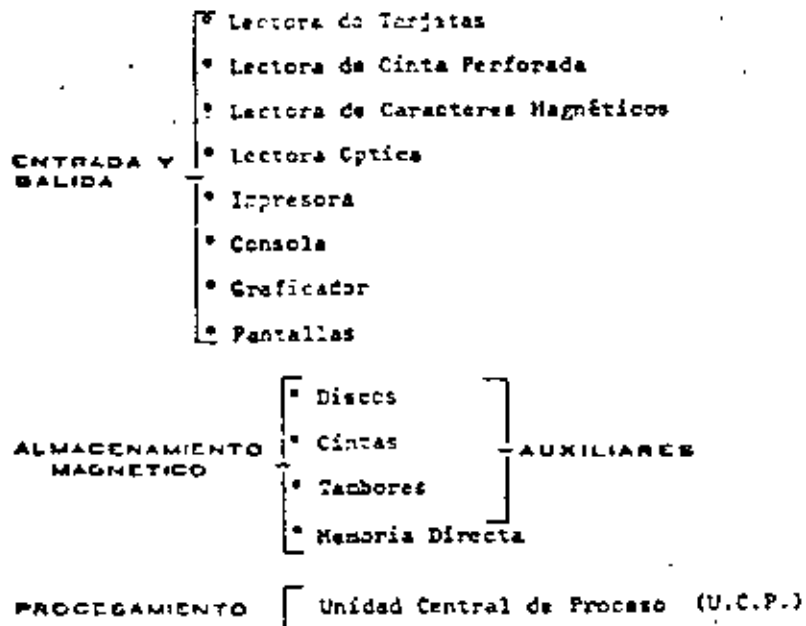 • Lectora de Tarjetas
• Lectora de Cinta Perforada
• Lectora de Caracteres Magnéticos
ENTRADA Y SALIDA
• Lectora Optica
• Impresora
• Consola
• Graficador
• Pantallas
• Discos
ALMACENAMIENTO MAGNETICO
• Cintas
AUXILIARES
• Tambores
• Memoria Directa
PROCESAMIENTO
Unidad Central de Proceso (U.C.P.)